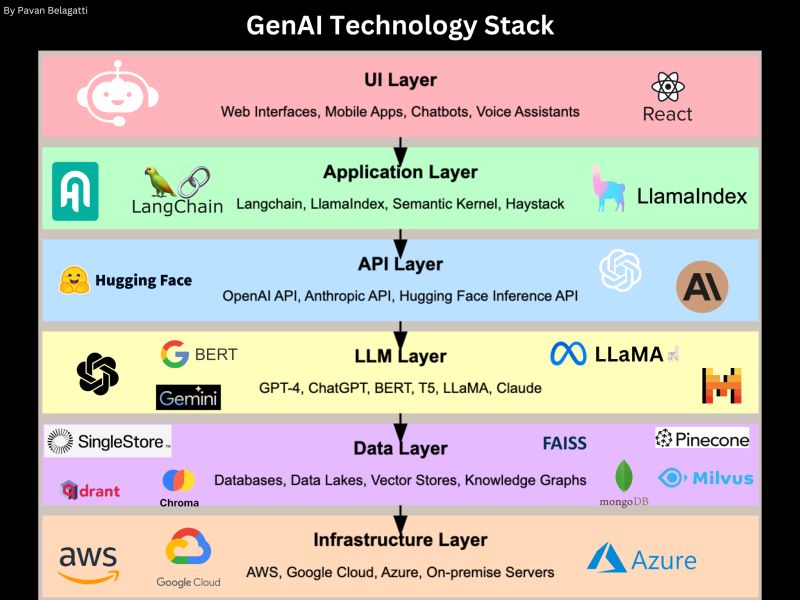 By Pavan Belagatti
GenAI Technology Stack
UI Layer
Web Interfaces, Mobile Apps, Chatbots, Voice Assistants
React
Application Layer
LangChain
Langchain, LlamaIndex, Semantic Kernel, Haystack
LlamaIndex
API Layer
Hugging Face
OpenAI API, Anthropic API, Hugging Face Inference API
AI
LLM Layer
BERT
Gemini
GPT-4, ChatGPT, BERT, T5, LLaMA, Claude
LLaMA
Data Layer
SingleStore
drant
Chroma
Databases, Data Lakes, Vector Stores, Knowledge Graphs
FAISS
Pinecone
mongoDB
Milvus
Infrastructure Layer
aws
Google Cloud
AWS, Google Cloud, Azure, On-premise Servers
Azure